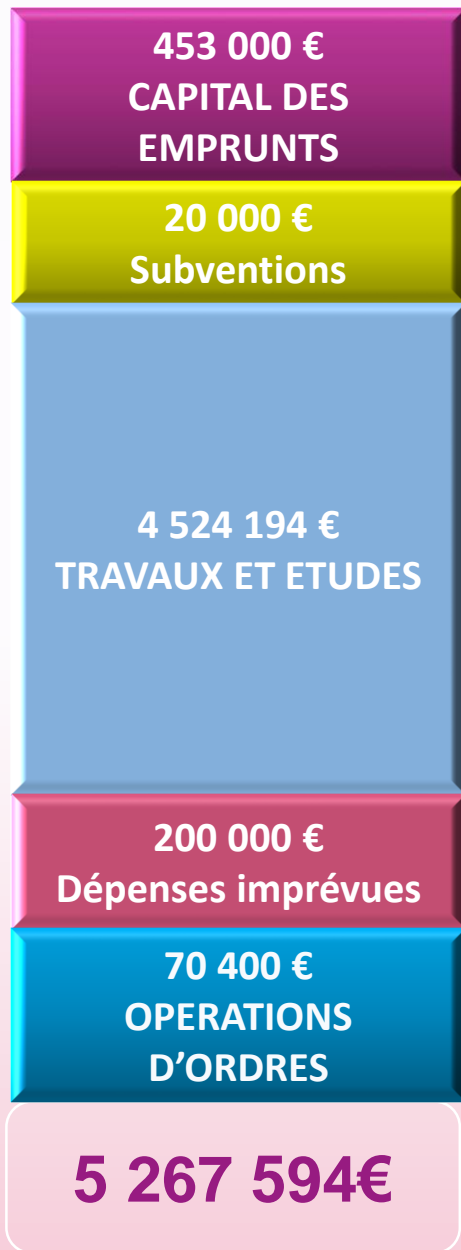 453 000 €
CAPITAL DES
EMPRUNTS
20 000 €
Subventions
4 524 194 €
TRAVAUX ET ETUDES
200 000 €
Dépenses imprévues
70 400 €
OPERATIONS
D’ORDRES
5 267 594€